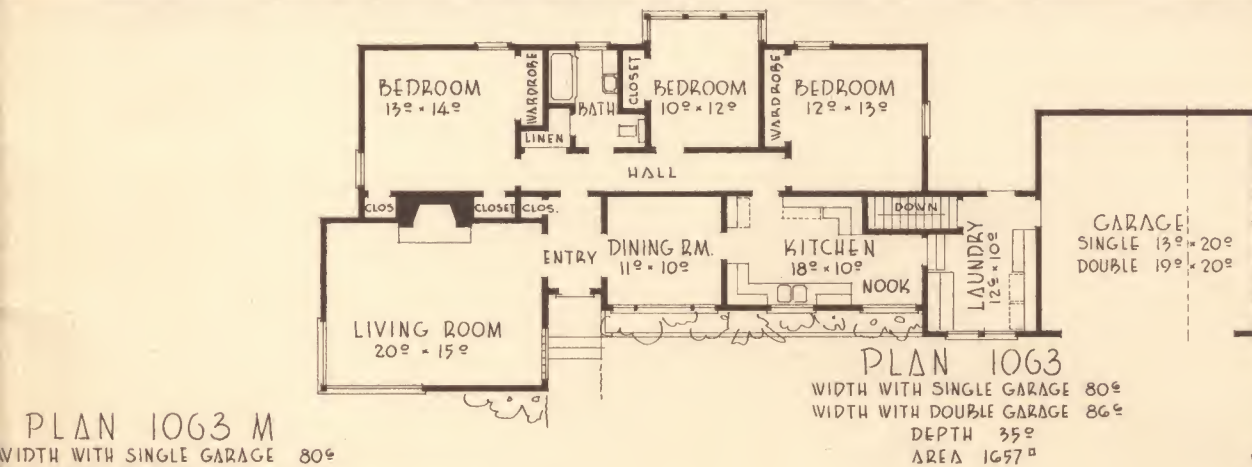 BEDROOM
13º × 14º
WARDROBE
BATH
LINEN
CLOSET
BEDROOM
10º × 12º
WARDROBE
BEDROOM
12º × 13º
HALL
CLOS
CLOSET
CLOS.
ENTRY
DINING RM.
11º × 10º
KITCHEN
18º × 10º
NOOK
DOWN
LAUNDRY
12º × 10º
GARAGE
SINGLE 13º × 20º
DOUBLE 19º × 20º
LIVING ROOM
20º × 15º
PLAN 1063
WIDTH WITH SINGLE GARAGE 80⁶
WIDTH WITH DOUBLE GARAGE 86⁶
DEPTH 35º
AREA 1657□
PLAN 1063 M
WIDTH WITH SINGLE GARAGE 80⁶